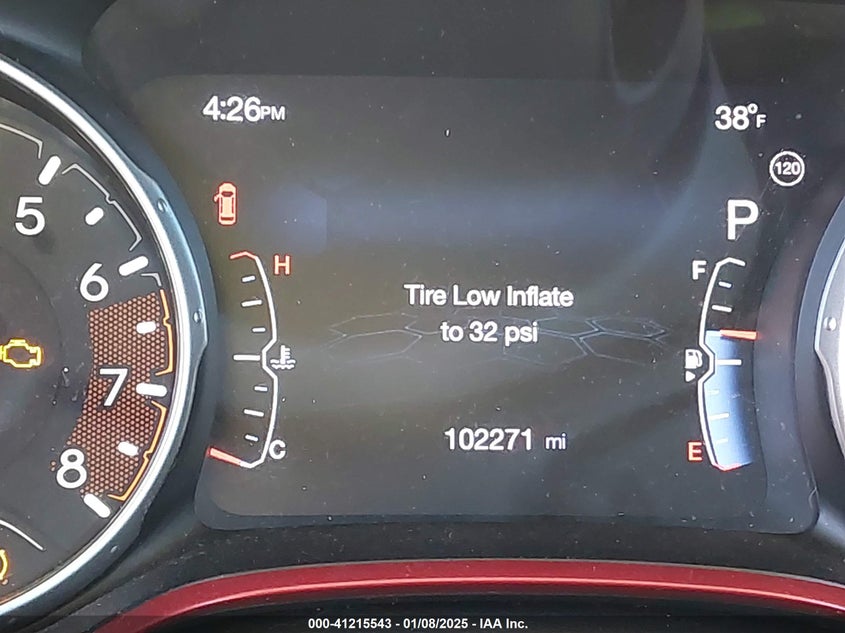 4:26PM
38°F
120
P
5
6
7
8
H
C
F
E
Tire Low Inflate
to 32 psi
102271 mi
000-41215543 - 01/08/2025 - IAA Inc.